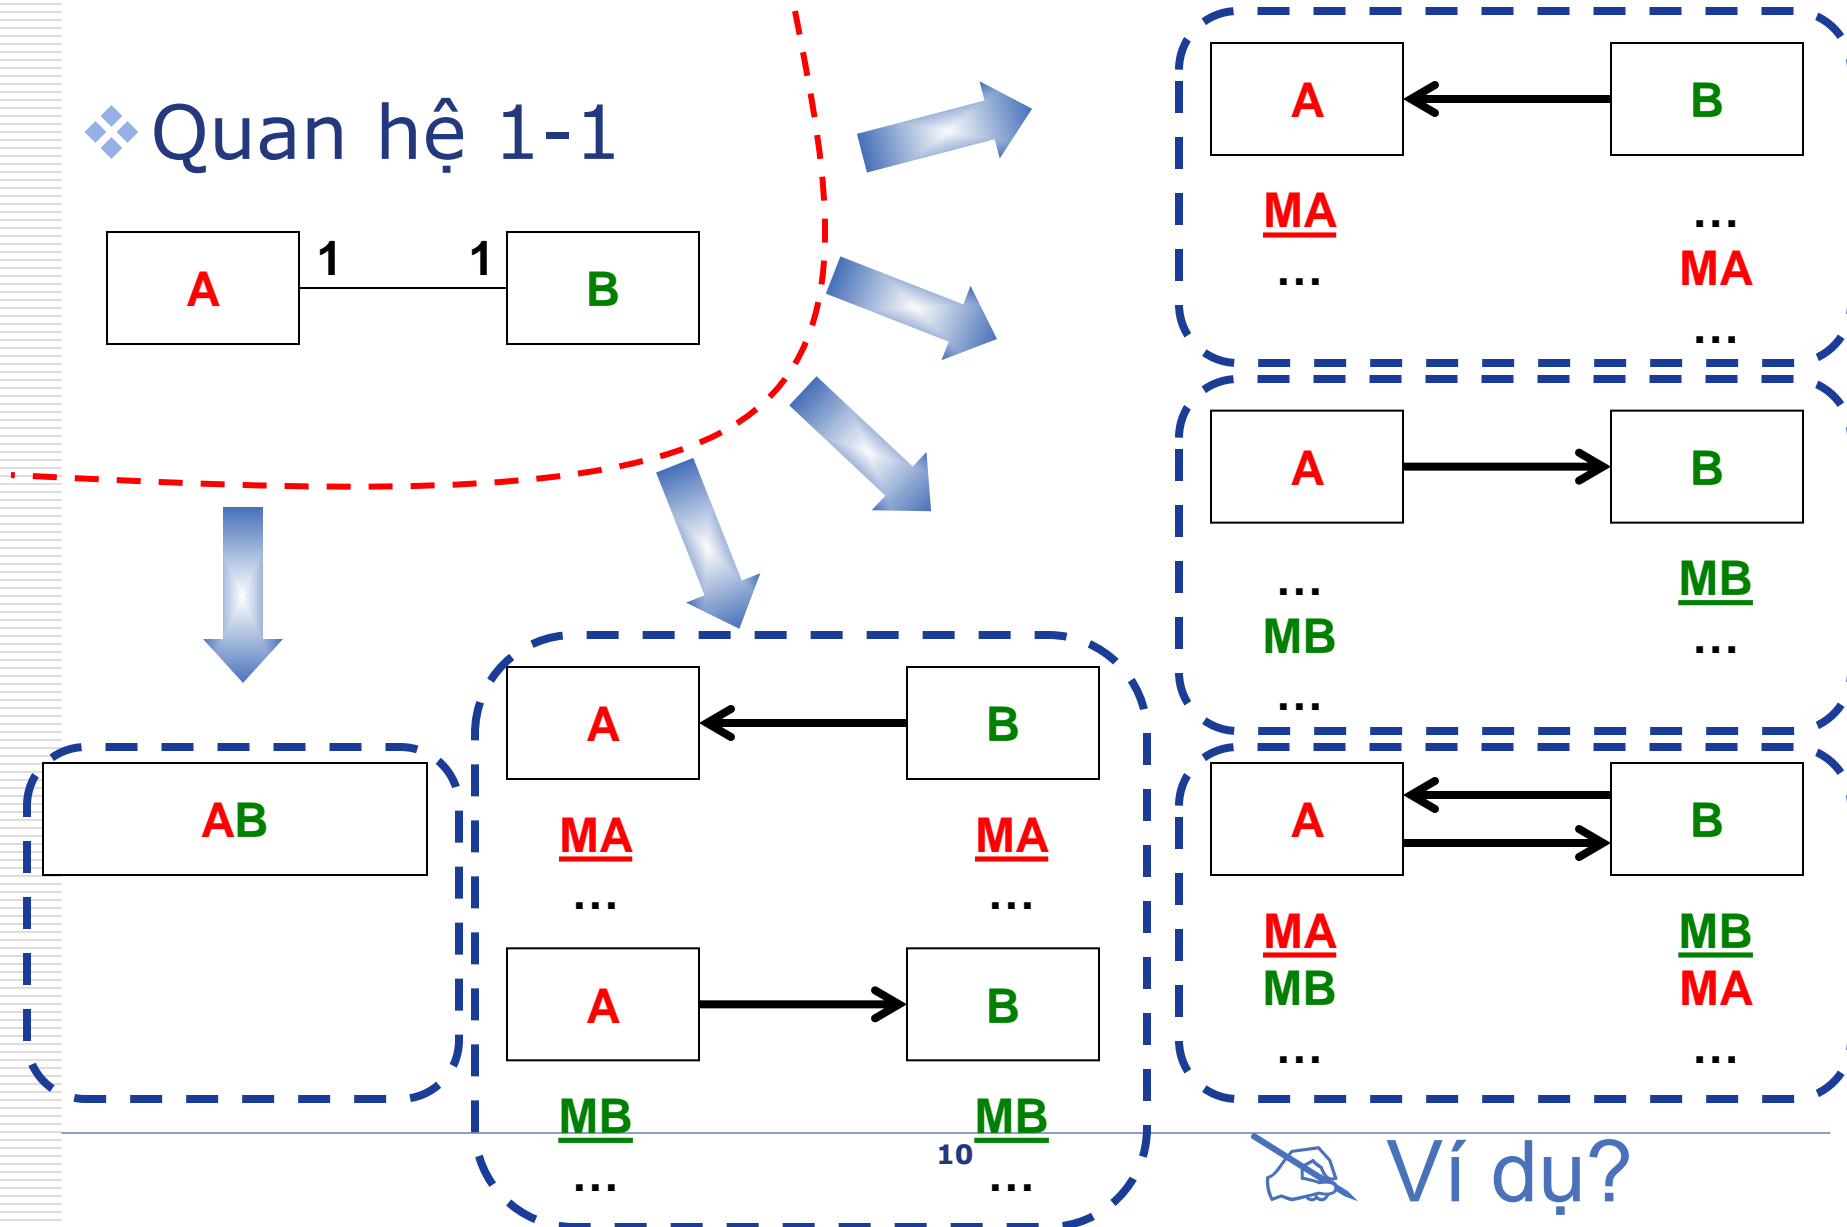 Quan hệ 1-1
A 1 1 B
A B
MA ...
... MA
...
A B
... MB
MB ...
...
A B
MA MB
MB MA
... ...
AB
A B
MA MA
... ...
A B
MB MB
... ...
10
Ví dụ?